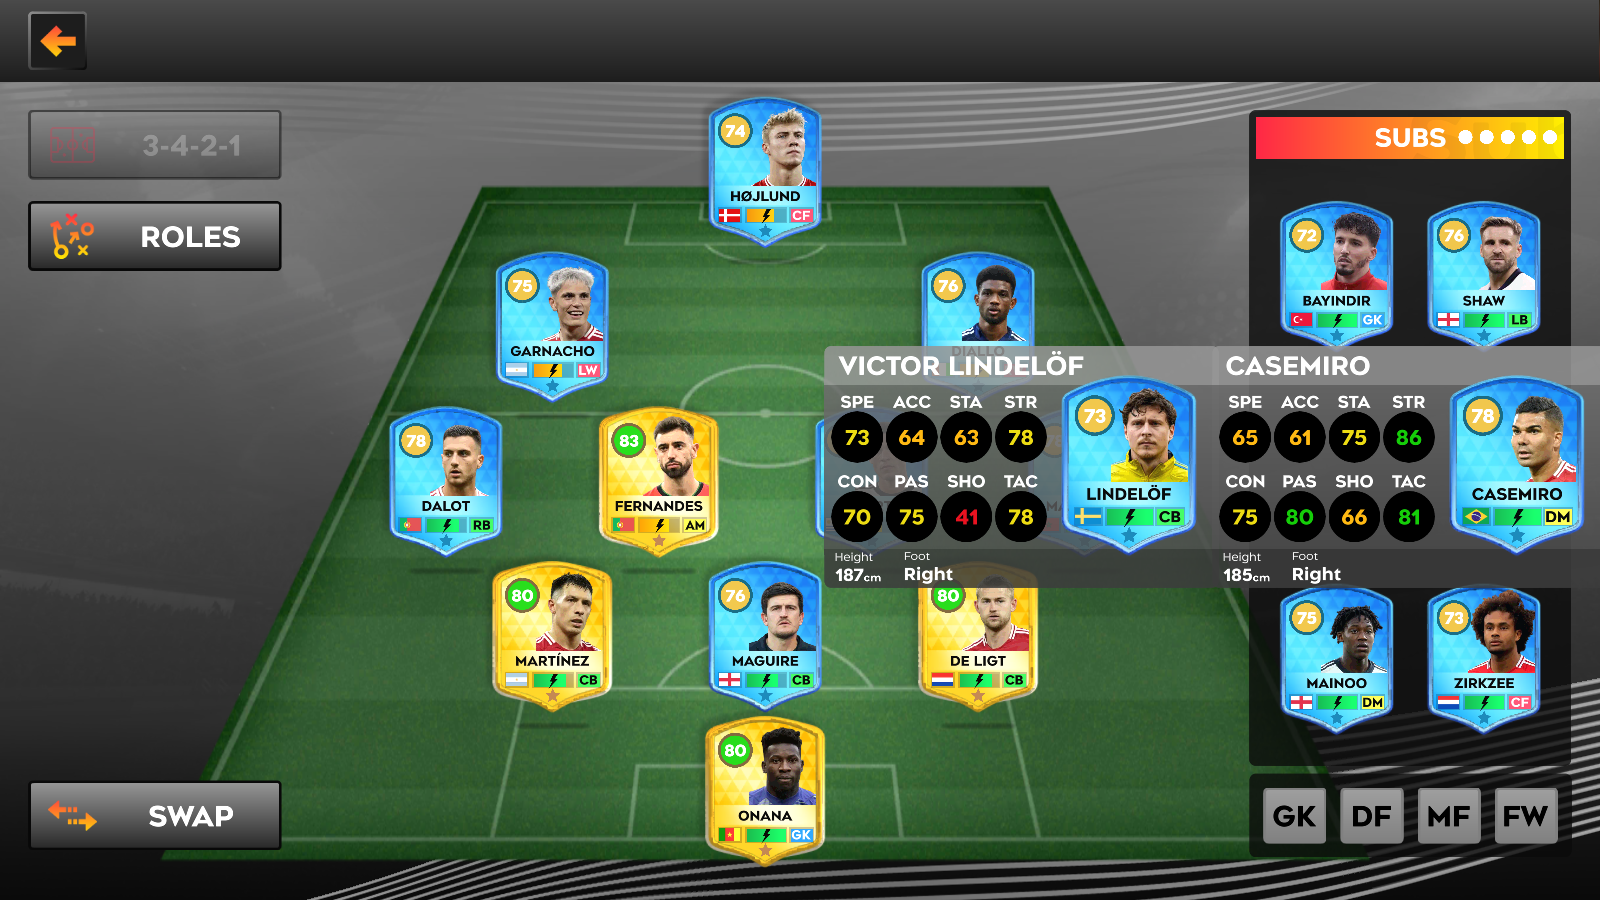 3-4-2-1
ROLES
SWAP
74
HØJLUND
CF
75
GARNACHO
LW
76
DIALLO
78
DALOT
RB
83
FERNANDES
AM
80
MARTÍNEZ
CB
76
MAGUIRE
CB
80
DE LIGT
CB
80
ONANA
GK
SUBS
72
BAYINDIR
GK
76
SHAW
LB
VICTOR LINDELÖF
SPE ACC STA STR
73 64 63 78
CON PAS SHO TAC
70 75 41 78
Height Foot
187cm Right
73
LINDELÖF
CB
CASEMIRO
SPE ACC STA STR
65 61 75 86
CON PAS SHO TAC
75 80 66 81
Height Foot
185cm Right
78
CASEMIRO
DM
75
MAINOO
DM
73
ZIRKZEE
CF
GK DF MF FW